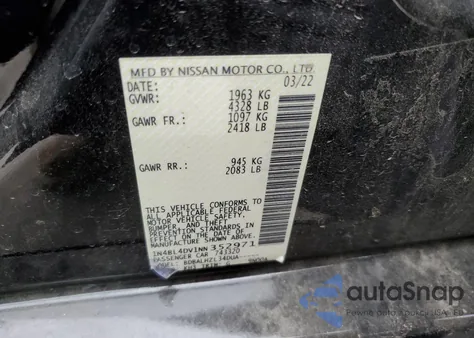 MFD BY NISSAN MOTOR CO., LTD.
DATE: 03/22
GVWR: 1963 KG
4328 LB
GAWR FR: 1097 KG
2418 LB
GAWR RR: 945 KG
2083 LB
THIS VEHICLE CONFORMS TO
ALL APPLICABLE FEDERAL
MOTOR VEHICLE SAFETY,
BUMPER, AND THEFT
PREVENTION STANDARDS IN
EFFECT ON THE DATE OF
MANUFACTURE SHOWN ABOVE.
1N4BL4DV1NN 352971
PASSENGER CAR 743320
autoSnap